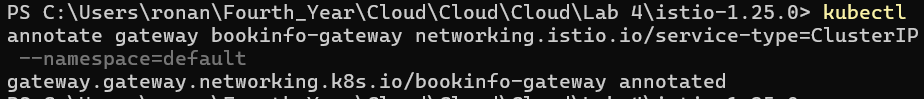 PS C:\Users\ronan\Fourth_Year\Cloud\Cloud\Cloud\Lab 4\istio-1.25.0> kubectl
annotate gateway bookinfo-gateway networking.istio.io/service-type=ClusterIP
--namespace=default
gateway.gateway.networking.k8s.io/bookinfo-gateway annotated